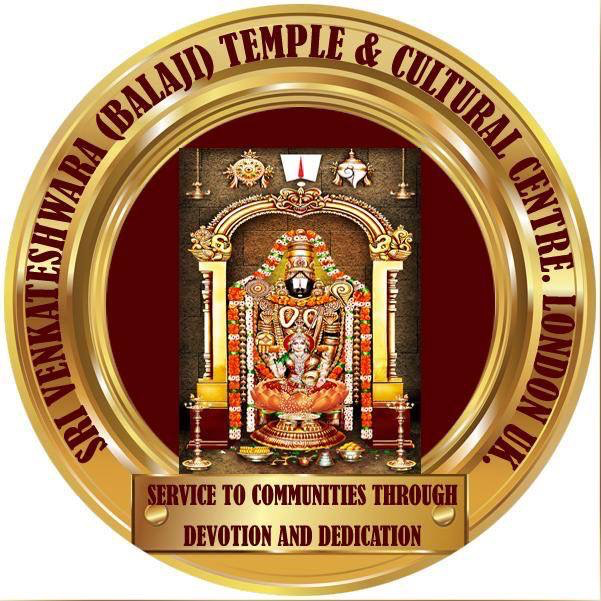 SRI VENKATESHWARA (BALAJI) TEMPLE & CULTURAL CENTRE. LONDON UK.
SERVICE TO COMMUNITIES THROUGH
DEVOTION AND DEDICATION